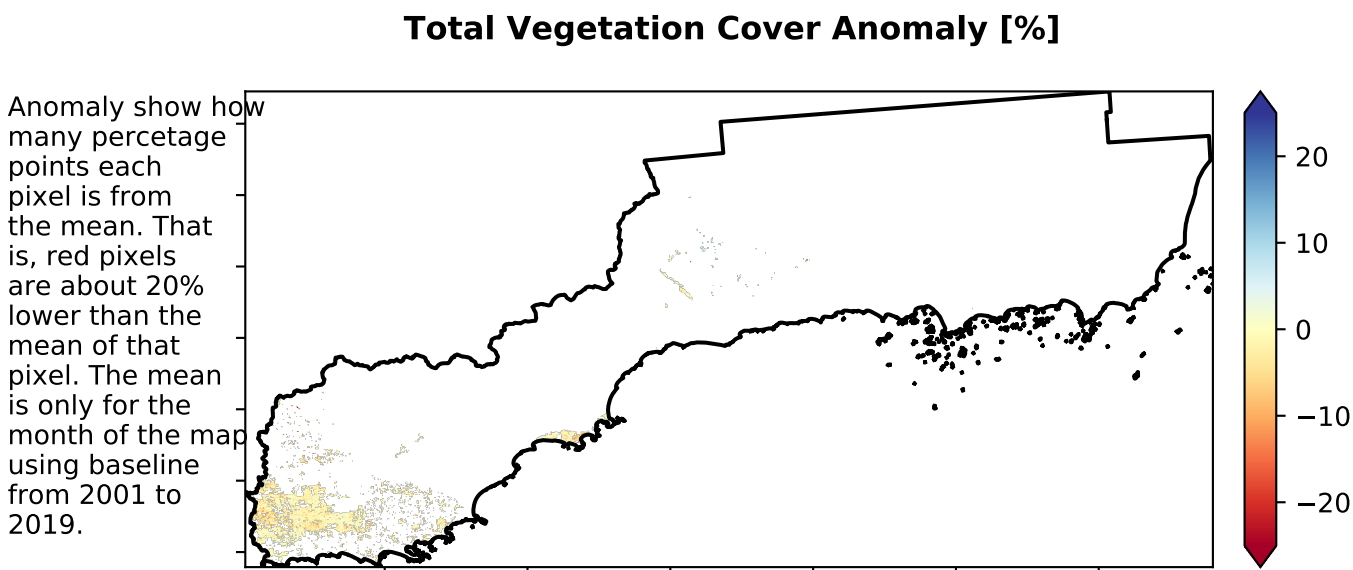 Total Vegetation Cover Anomaly [%]
Anomaly show how
many percetage
points each
pixel is from
the mean. That
is, red pixels
are about 20%
lower than the
mean of that
pixel. The mean
is only for the
month of the map
using baseline
from 2001 to
2019.
20
10
0
−10
−20